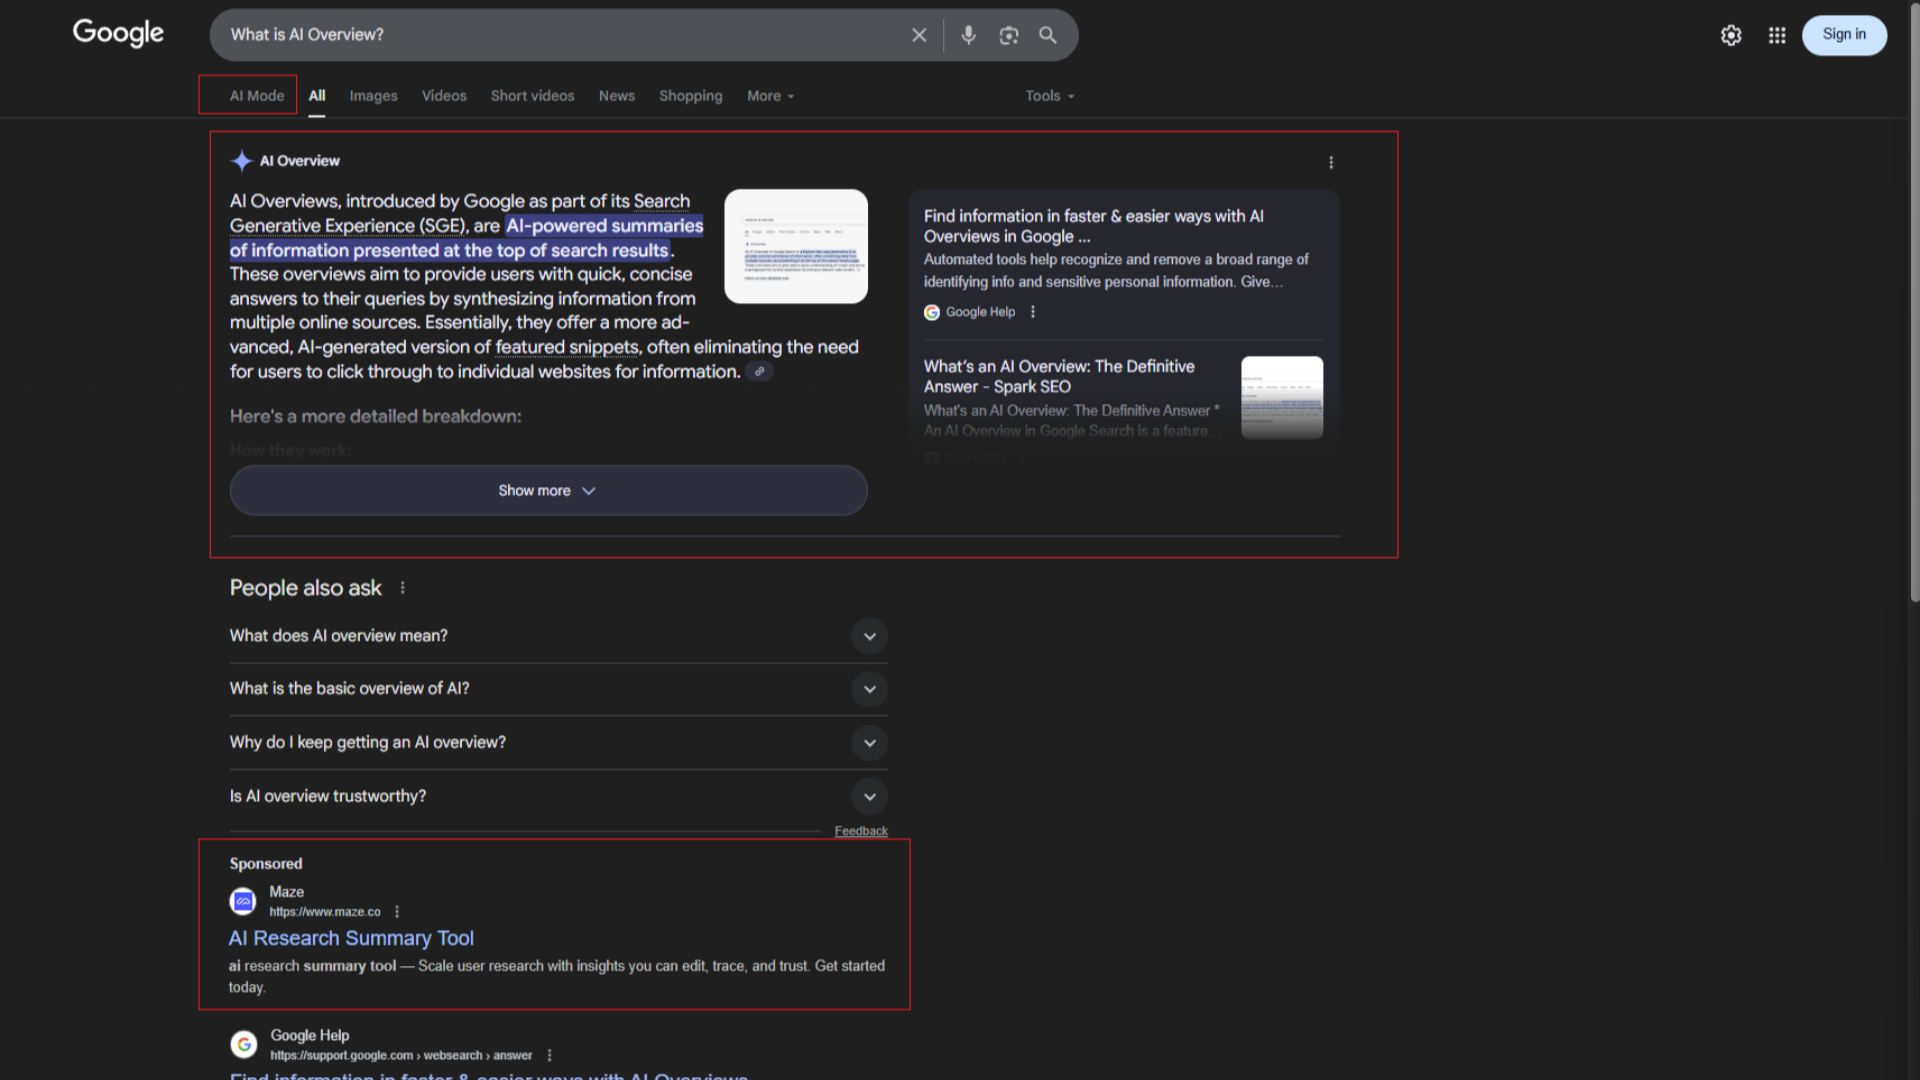 Google
What is AI Overview?
Sign in
AI Mode
All
Images
Videos
Short videos
News
Shopping
More
Tools
AI Overview
AI Overviews, introduced by Google as part of its Search
Generative Experience (SGE), are AI-powered summaries
of information presented at the top of search results.
These overviews aim to provide users with quick, concise
answers to their queries by synthesizing information from
multiple online sources. Essentially, they offer a more ad-
vanced, AI-generated version of featured snippets, often eliminating the need
for users to click through to individual websites for information.
Here's a more detailed breakdown:
How they work:
Show more
Find information in faster & easier ways with AI
Overviews in Google ...
Automated tools help recognize and remove a broad range of
identifying info and sensitive personal information. Give...
Google Help
What's an AI Overview: The Definitive
Answer - Spark SEO
What's an AI Overview: The Definitive Answer *
An AI Overview in Google Search is a feature...
People also ask
What does AI overview mean?
What is the basic overview of AI?
Why do I keep getting an AI overview?
Is AI overview trustworthy?
Feedback
Sponsored
Maze
https://www.maze.co
AI Research Summary Tool
ai research summary tool — Scale user research with insights you can edit, trace, and trust. Get started
today.
Google Help
https://support.google.com › websearch › answer
Find information in faster & easier ways with AI Overviews